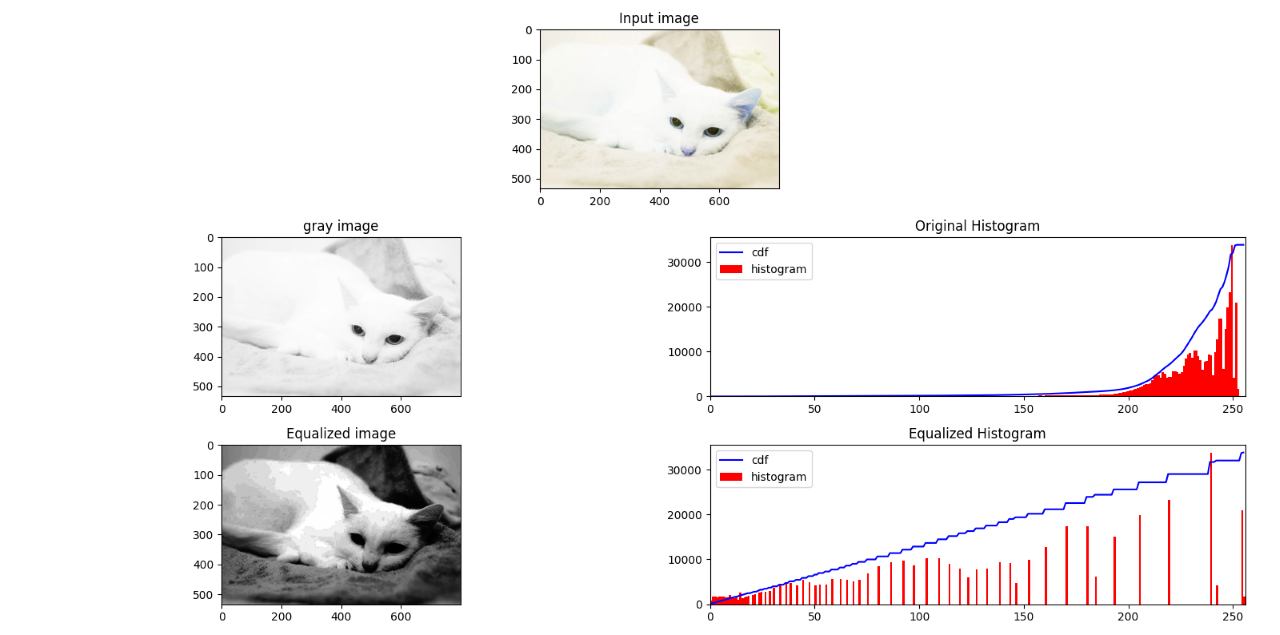 Input image
0
100
200
300
400
500
0 200 400 600
gray image
0
100
200
300
400
500
0 200 400 600
Original Histogram
cdf
histogram
30000
20000
10000
0
0 50 100 150 200 250
Equalized image
0
100
200
300
400
500
0 200 400 600
Equalized Histogram
cdf
histogram
30000
20000
10000
0
0 50 100 150 200 250